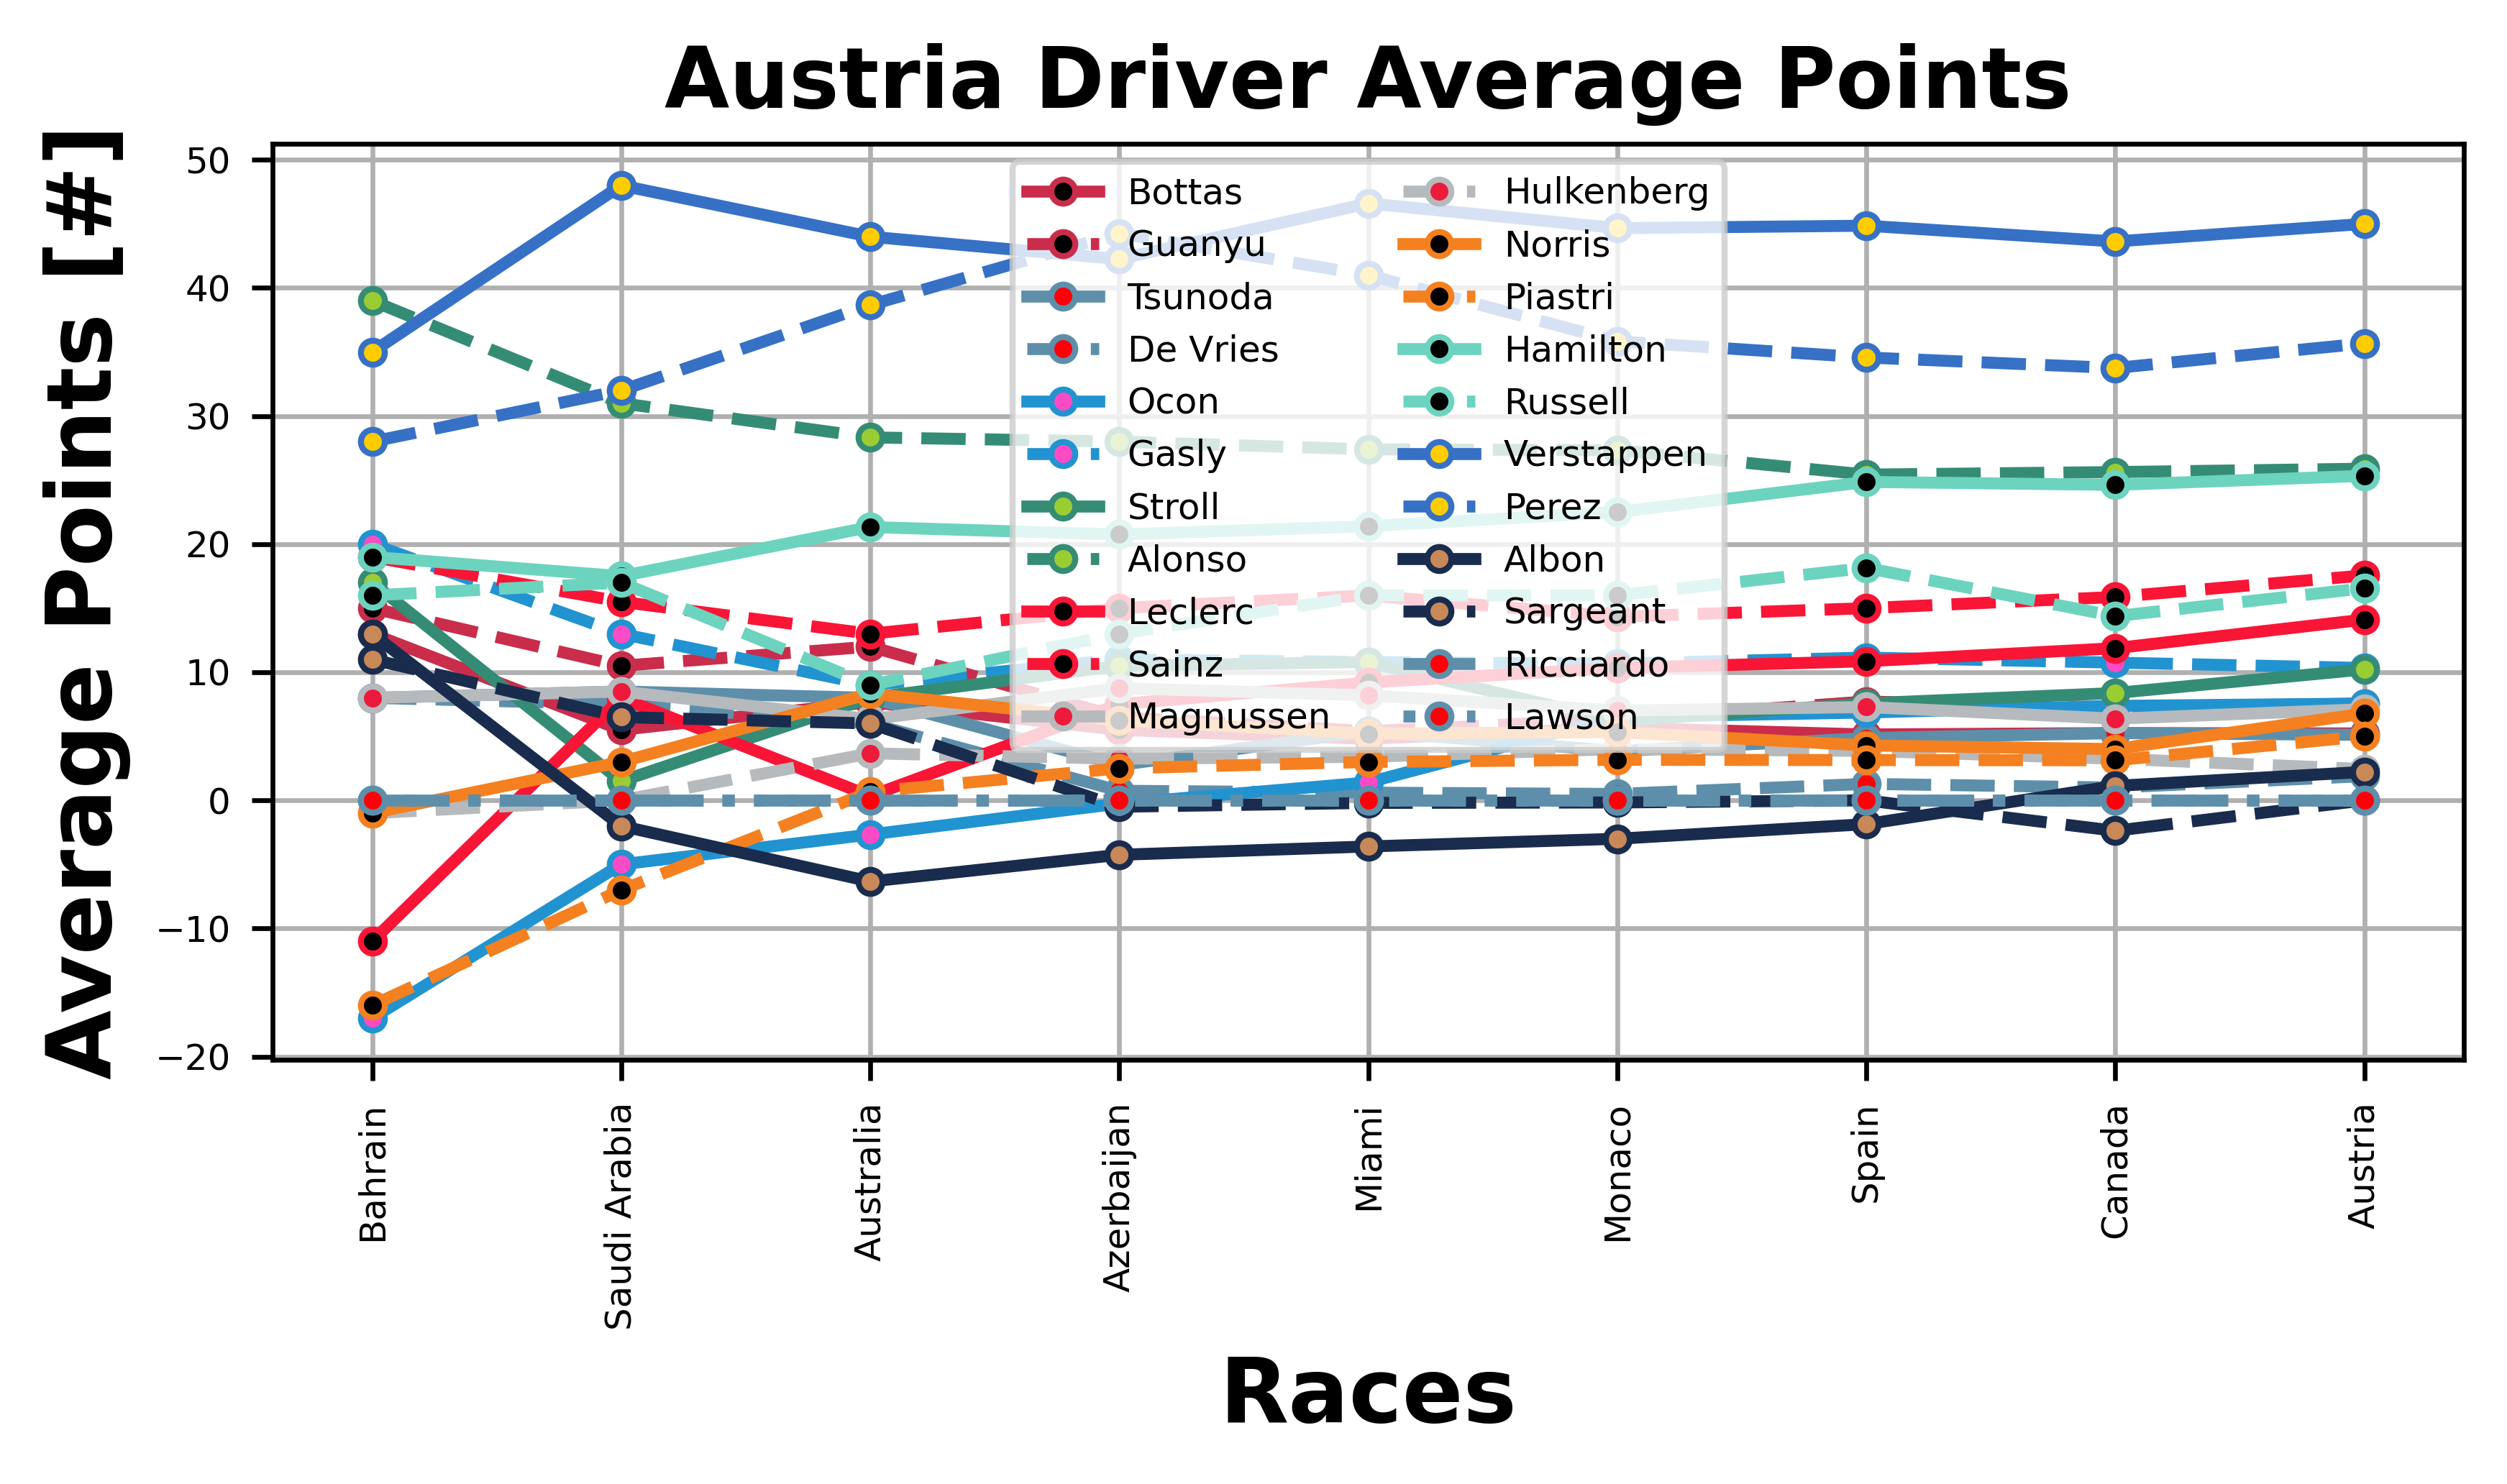 Austria Driver Average Points
Average Points [#]
50
40
30
20
10
0
−10
−20
Bottas
Guanyu
Tsunoda
De Vries
Ocon
Gasly
Stroll
Alonso
Leclerc
Sainz
Magnussen
Hulkenberg
Norris
Piastri
Hamilton
Russell
Verstappen
Perez
Albon
Sargeant
Ricciardo
Lawson
Bahrain
Saudi Arabia
Australia
Azerbaijan
Miami
Monaco
Spain
Canada
Austria
Races